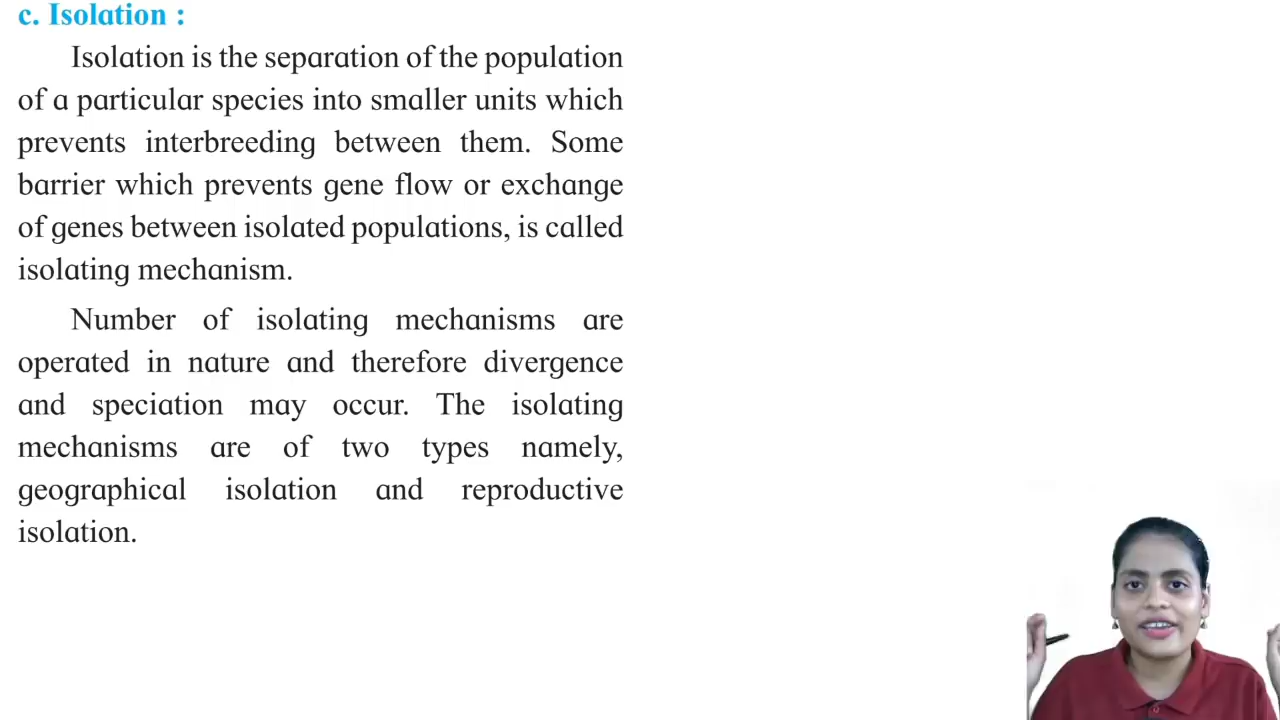 c. Isolation :
Isolation is the separation of the population
of a particular species into smaller units which
prevents interbreeding between them. Some
barrier which prevents gene flow or exchange
of genes between isolated populations, is called
isolating mechanism.
Number of isolating mechanisms are
operated in nature and therefore divergence
and speciation may occur. The isolating
mechanisms are of two types namely,
geographical isolation and reproductive
isolation.